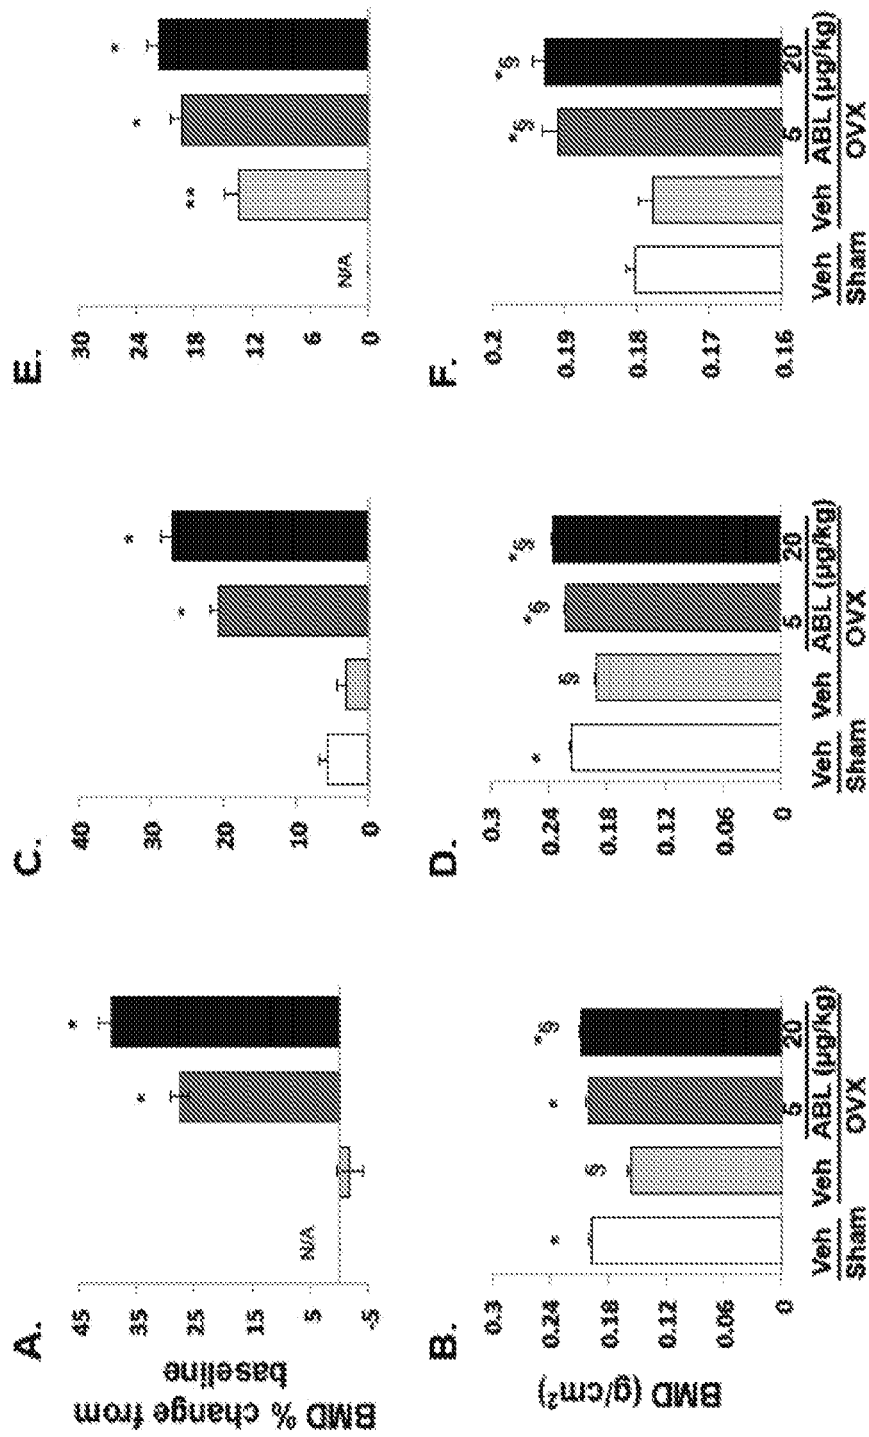 A.
BMD % change from
baseline
45
35
25
15
5
-5
N/A
*
*
B.
BMD (g/cm²)
0.3
0.24
0.18
0.12
0.06
0
*
§
*
*§
Veh Veh 5 20
ABL (µg/kg)
Sham OVX
C.
40
30
20
10
0
*
*
D.
0.3
0.24
0.18
0.12
0.06
0
*
§
*§
*§
Veh Veh 5 20
ABL (µg/kg)
Sham OVX
E.
30
24
18
12
6
0
N/A
**
*
*
F.
0.2
0.19
0.18
0.17
0.16
*§
*§
Veh Veh 5 20
ABL (µg/kg)
Sham OVX